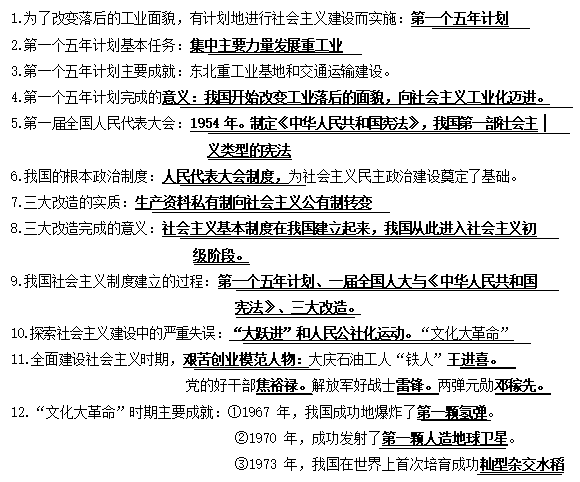 1.为了改变落后的工业面貌，有计划地进行社会主义建设而实施：第一个五年计划
2.第一个五年计划基本任务：集中主要力量发展重工业
3.第一个五年计划主要成就：东北重工业基地和交通运输建设。
4.第一个五年计划完成的意义：我国开始改变工业落后的面貌，向社会主义工业化迈进。
5.第一届全国人民代表大会：1954 年。制定《中华人民共和国宪法》，我国第一部社会主
义类型的宪法
6.我国的根本政治制度：人民代表大会制度，为社会主义民主政治建设奠定了基础。
7.三大改造的实质：生产资料私有制向社会主义公有制转变
8.三大改造完成的意义：社会主义基本制度在我国建立起来，我国从此进入社会主义初
级阶段。
9.我国社会主义制度建立的过程：第一个五年计划、一届全国人大与《中华人民共和国
宪法》、三大改造。
10.探索社会主义建设中的严重失误：“大跃进”和人民公社化运动。“文化大革命”
11.全面建设社会主义时期，艰苦创业模范人物：大庆石油工人“铁人”王进喜。
党的好干部焦裕禄。解放军好战士雷锋。两弹元勋邓稼先。
12.“文化大革命”时期主要成就：①1967 年，我国成功地爆炸了第一颗氢弹。
②1970 年，成功发射了第一颗人造地球卫星。
③1973 年，我国在世界上首次培育成功籼型杂交水稻